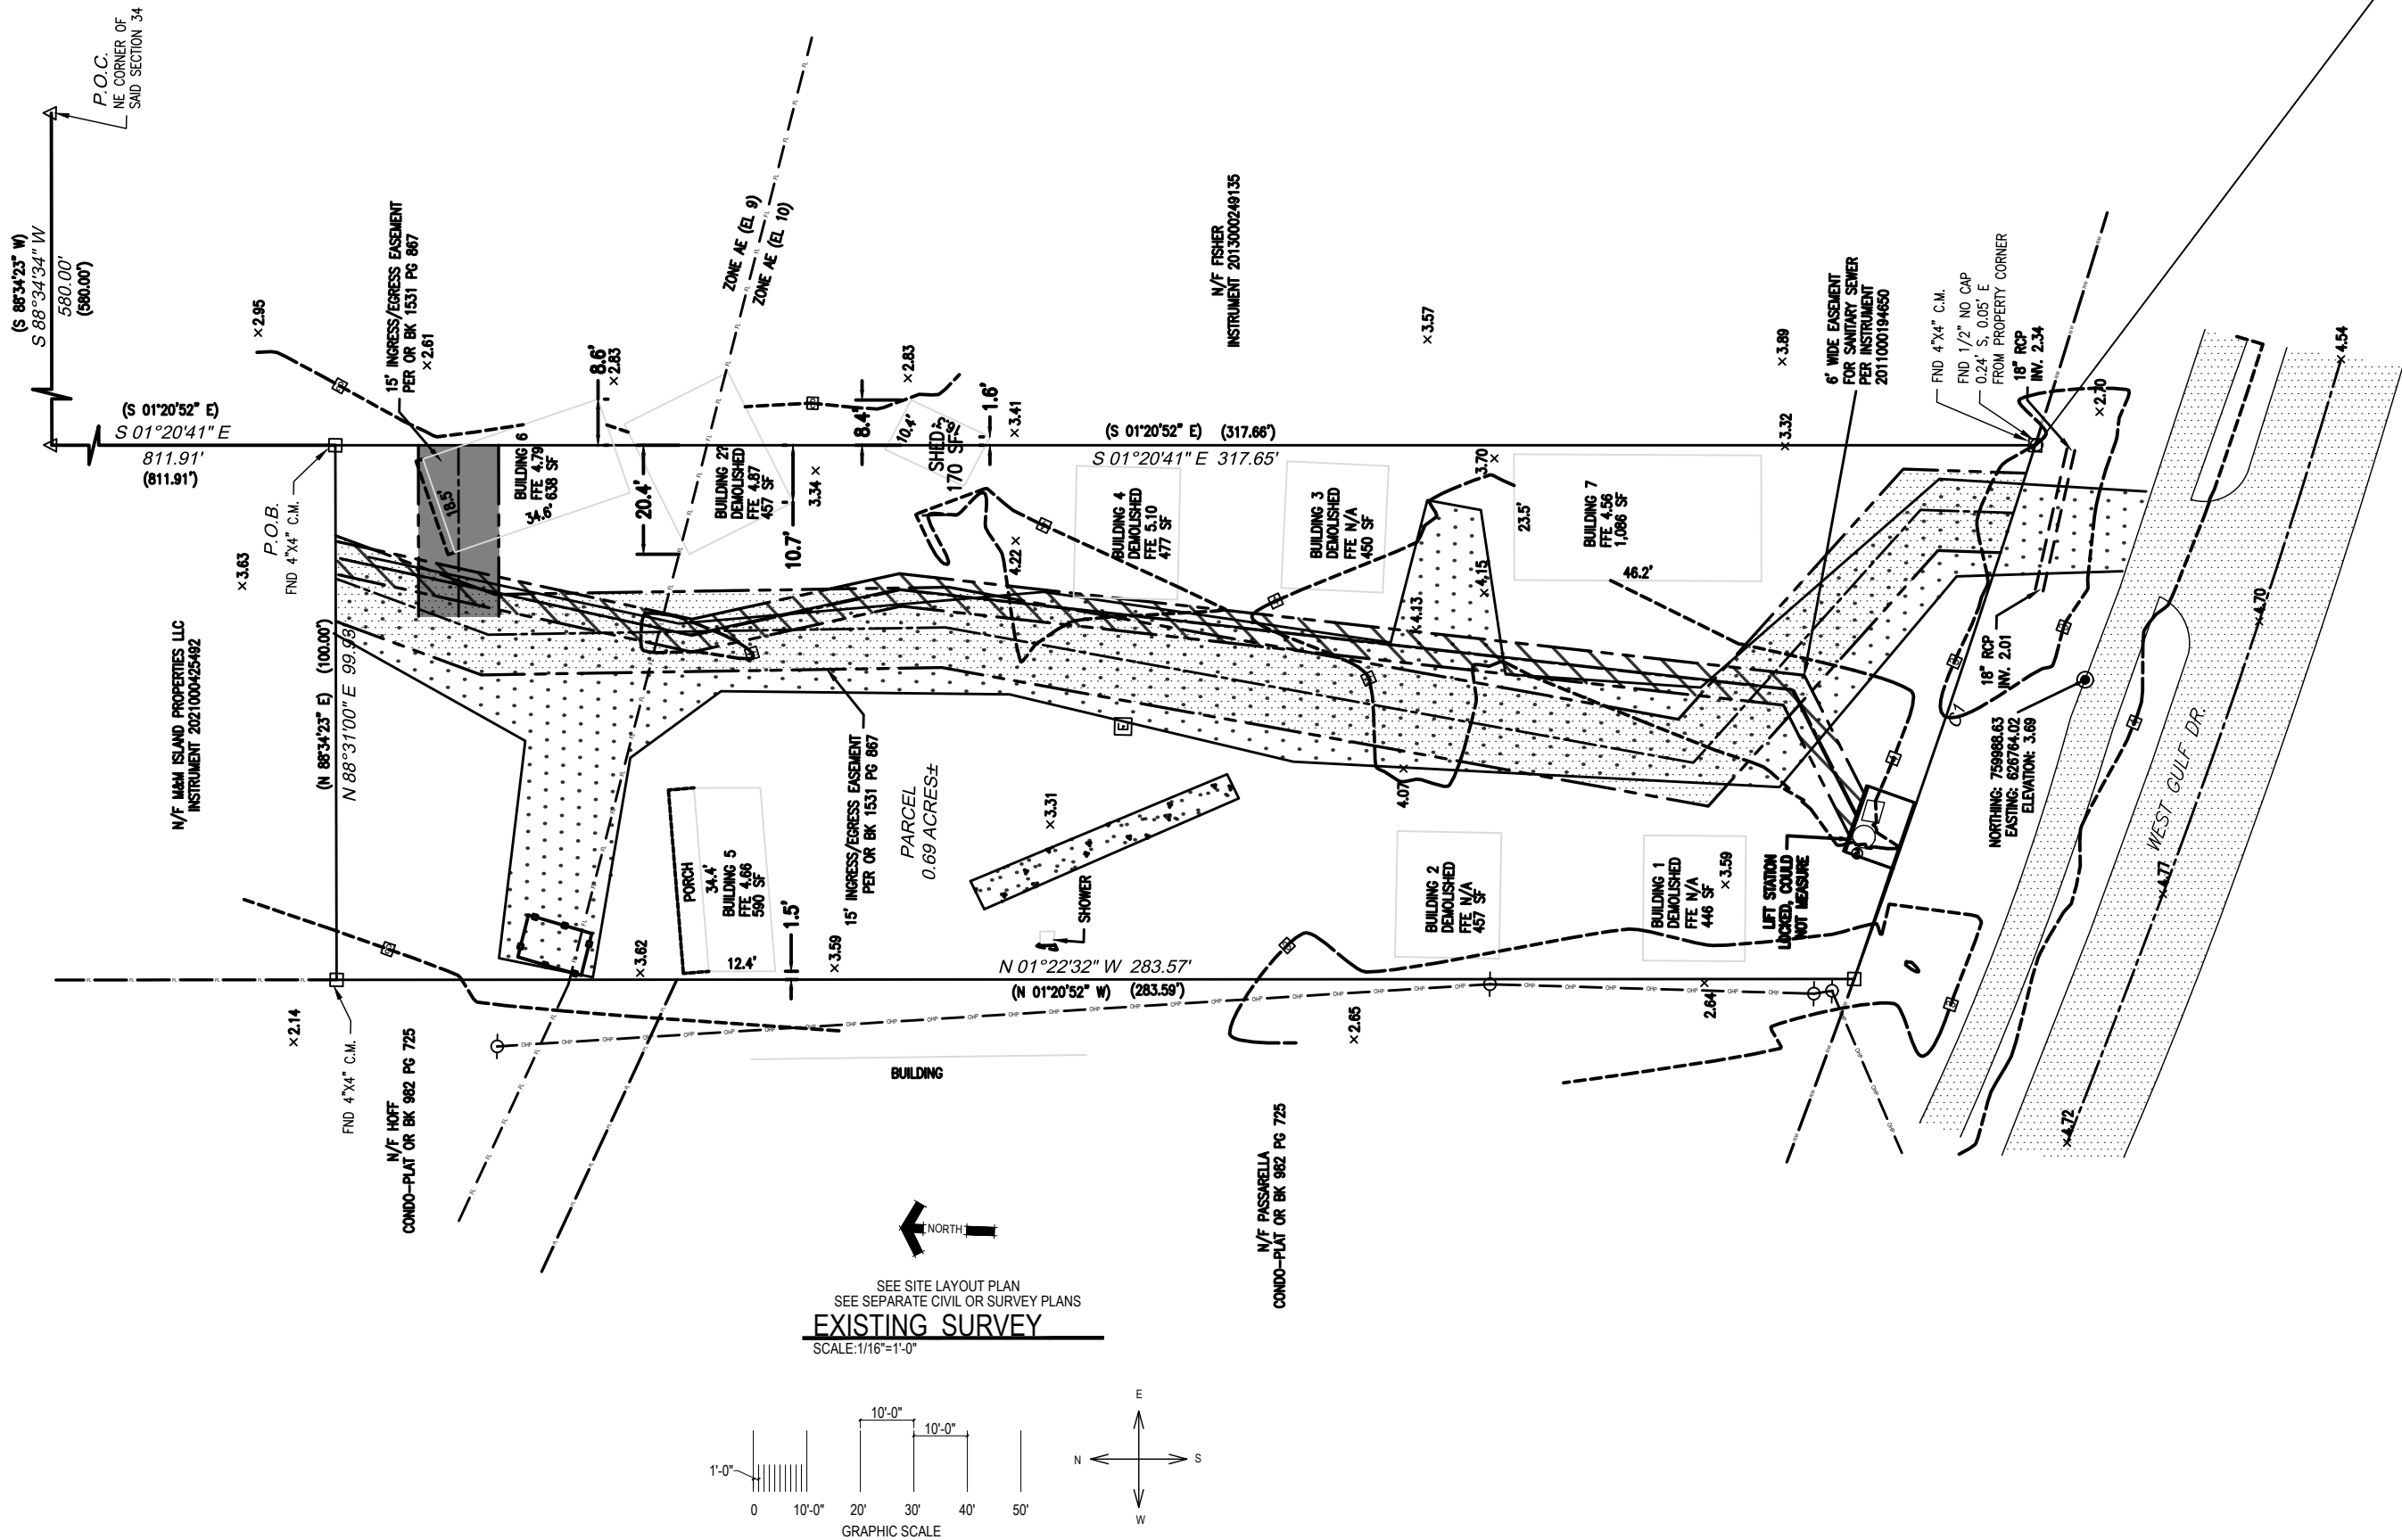 P.O.C.
NE CORNER OF
SAID SECTION 34
(S 88°34'23" W)
S 88°34'34" W
580.00'
(580.00')
(S 01°20'52" E)
S 01°20'41" E
811.91'
(811.91')
P.O.B.
FND 4"X4" C.M.
×2.95
15' INGRESS/EGRESS EASEMENT
PER OR BK 1531 PG 867
×2.61
8.6'
×2.83
ZONE AE (EL 9)
ZONE AE (EL 10)
×2.83
8.4'
10.4'
SHED
170 SF
1.6'
×3.41
N/F FISHER
INSTRUMENT 2013000249135
×3.57
(S 01°20'52" E) (317.66')
S 01°20'41" E 317.65'
×3.89
×3.32
6' WIDE EASEMENT
FOR SANITARY SEWER
PER INSTRUMENT
2011000194650
FND 4"X4" C.M.
FND 1/2" NO CAP
0.24' S, 0.05' E
FROM PROPERTY CORNER
18" RCP
INV. 2.34
×2.70
×4.54
18.5'
BUILDING 6
FFE 4.79
638 SF
34.6'
20.4'
BUILDING 2?
DEMOLISHED
FFE 4.87
457 SF
10.7'
3.34 ×
4.22 ×
BUILDING 4
DEMOLISHED
FFE 5.10
477 SF
BUILDING 3
DEMOLISHED
FFE N/A
450 SF
3.70×
23.5'
BUILDING 7
FFE 4.56
1,086 SF
46.2'
×4.15
×4.13
×3.63
N/F M&M ISLAND PROPERTIES LLC
INSTRUMENT 2021000425492
(N 88°34'23" E) (100.00')
N 88°31'00" E 99.93'
18" RCP
INV. 2.01
C1
NORTHING: 759988.63
EASTING: 626764.02
ELEVATION: 3.69
WEST GULF DR.
×4.70
×4.77
×4.72
E
15' INGRESS/EGRESS EASEMENT
PER OR BK 1531 PG 867
PARCEL
0.69 ACRES±
×3.31
4.07×
PORCH
34.4'
BUILDING 5
FFE 4.66
590 SF
12.4'
1.5'
×3.62
×3.59
SHOWER
BUILDING 2
DEMOLISHED
FFE N/A
457 SF
BUILDING 1
DEMOLISHED
FFE N/A
446 SF
×3.59
LIFT STATION
LOCKED, COULD
NOT MEASURE
N 01°22'32" W 283.57'
(N 01°20'52" W) (283.59')
×2.14
FND 4"X4" C.M.
N/F HOFF
CONDO-PLAT OR BK 982 PG 725
BUILDING
×2.65
2.64×
N/F PASSARELLA
CONDO-PLAT OR BK 982 PG 725
NORTH
SEE SITE LAYOUT PLAN
SEE SEPARATE CIVIL OR SURVEY PLANS
EXISTING SURVEY
SCALE:1/16"=1'-0"
10'-0"
10'-0"
1'-0"
0 10'-0" 20' 30' 40' 50'
GRAPHIC SCALE
E
N S
W